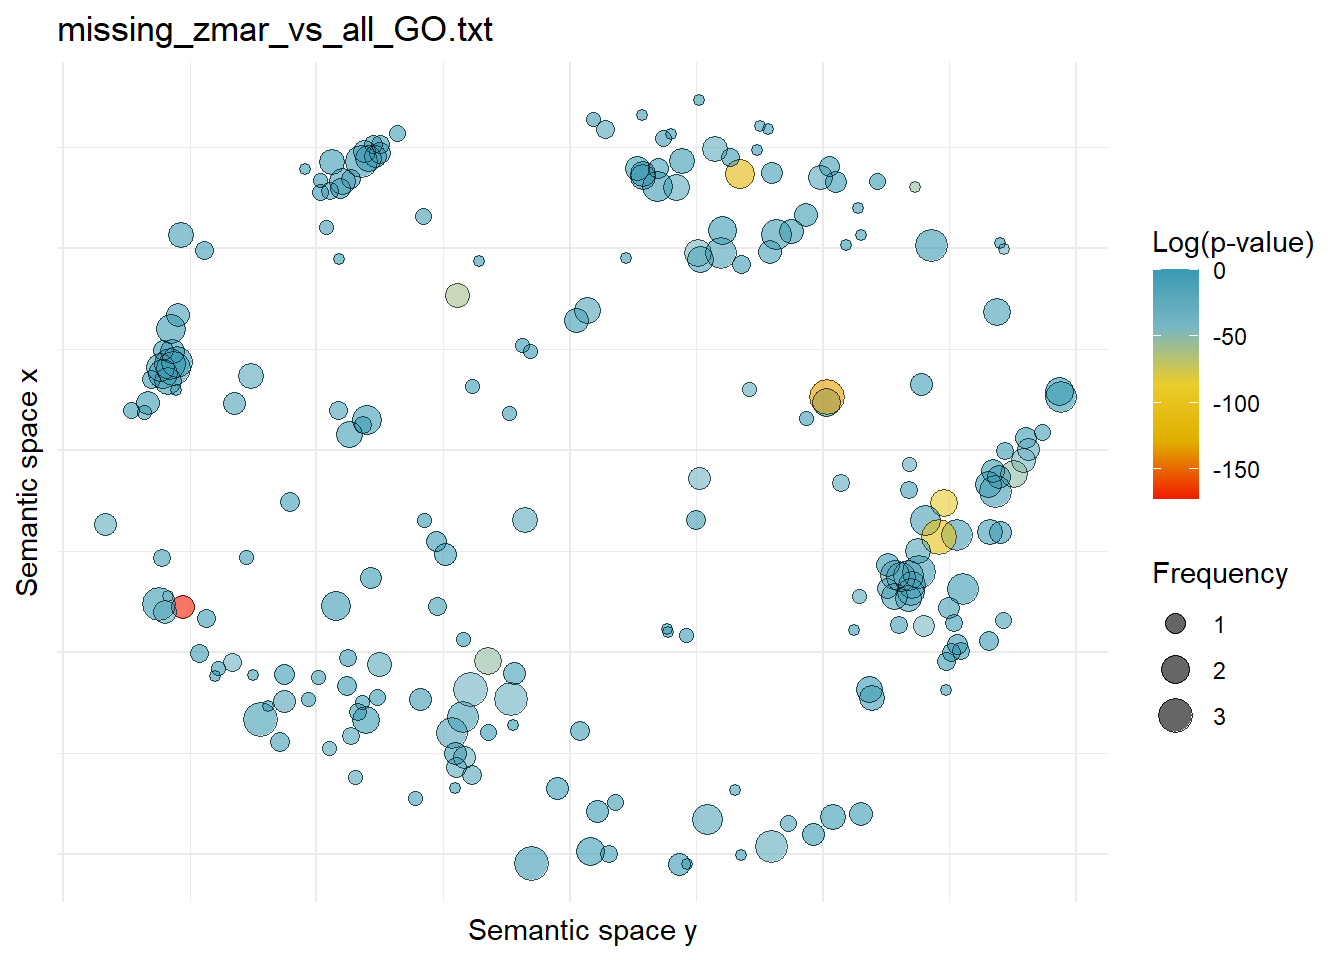 missing_zmar_vs_all_GO.txt
Semantic space x
Semantic space y
Log(p-value)
0
-50
-100
-150
Frequency
1
2
3